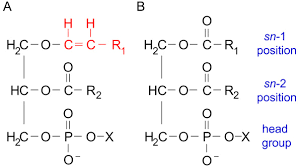 A
B
H H O
H₂C—O—C=C—R₁ H₂C—O—C—R₁ sn-1
position
O O
HC—O—C—R₂ HC—O—C—R₂ sn-2
position
O O
H₂C—O—P—O—X H₂C—O—P—O—X head
group
O⁻ O⁻